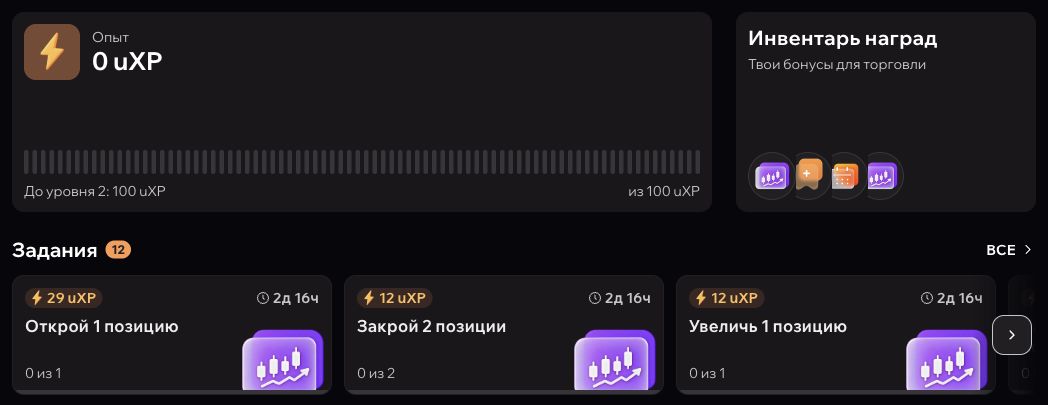 Опыт
0 uXP
До уровня 2: 100 uXP
из 100 uXP
Инвентарь наград
Твои бонусы для торговли
Задания 12
ВСЕ
29 uXP
2д 16ч
Открой 1 позицию
0 из 1
12 uXP
2д 16ч
Закрой 2 позиции
0 из 2
12 uXP
2д 16ч
Увеличь 1 позицию
0 из 1
0